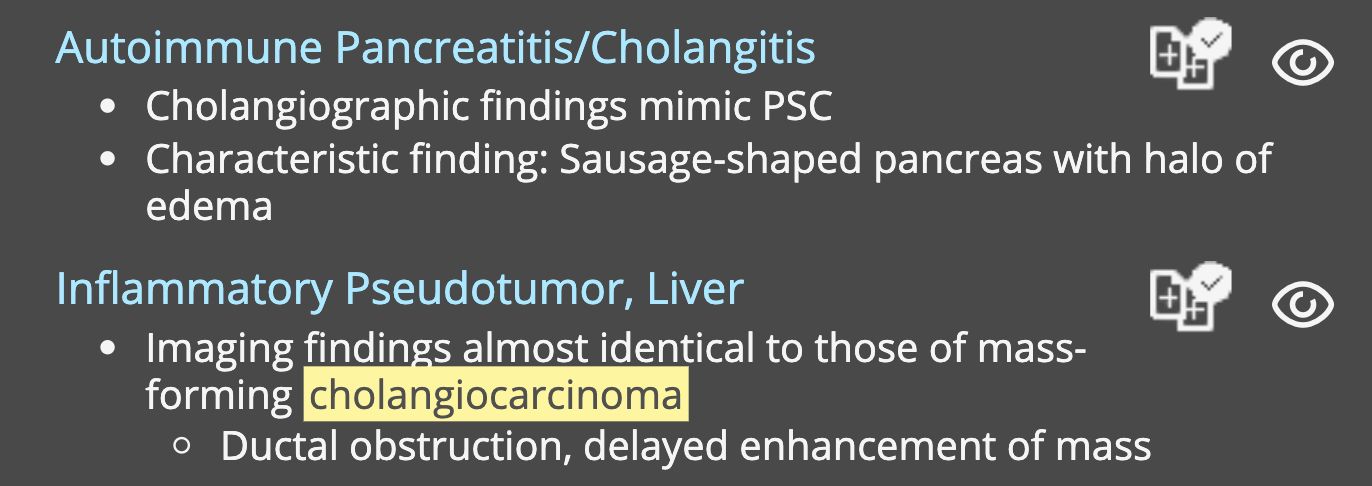 Autoimmune Pancreatitis/Cholangitis
• Cholangiographic findings mimic PSC
• Characteristic finding: Sausage-shaped pancreas with halo of
edema
Inflammatory Pseudotumor, Liver
• Imaging findings almost identical to those of mass-
forming cholangiocarcinoma
○ Ductal obstruction, delayed enhancement of mass